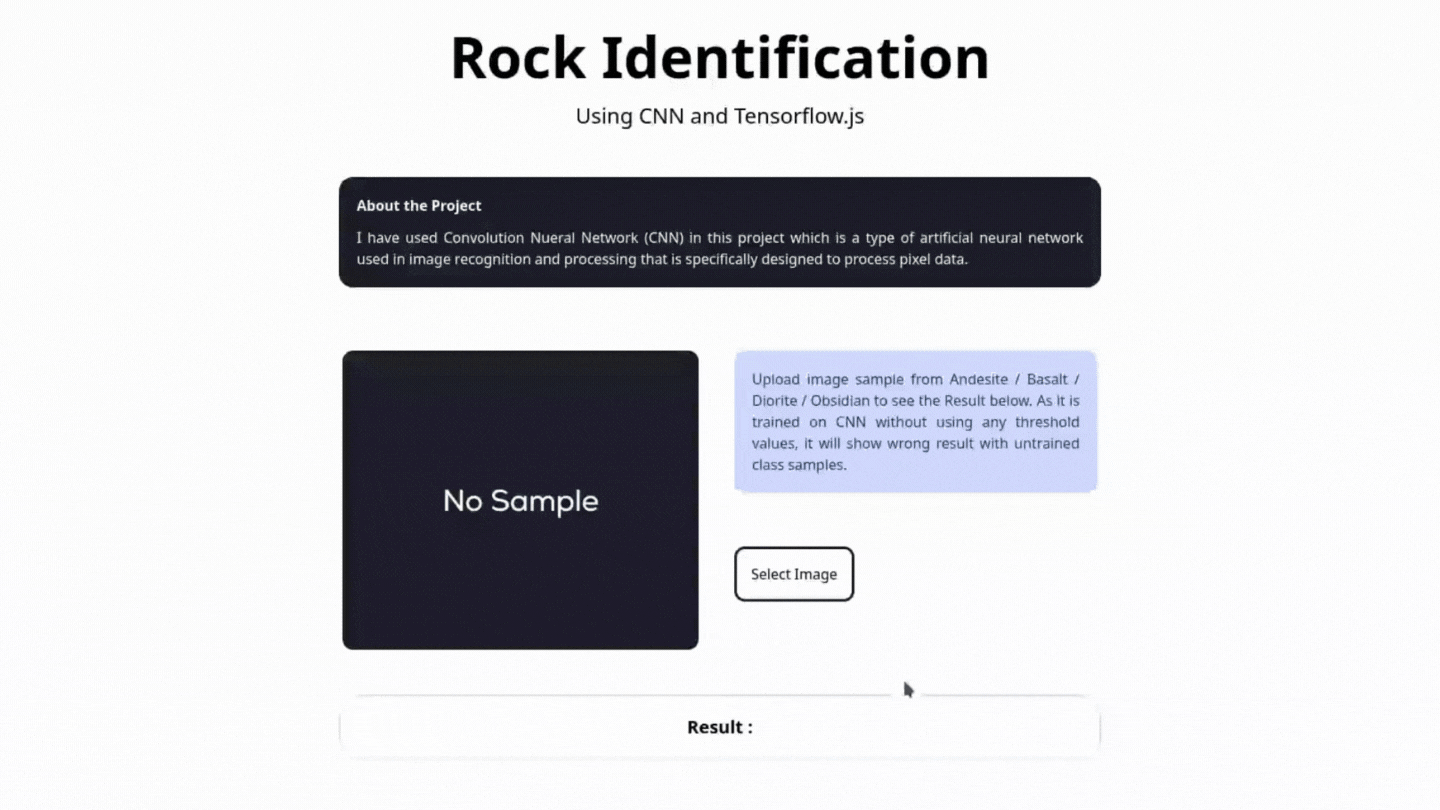 Rock Identification
Using CNN and Tensorflow.js
About the Project
I have used Convolution Nueral Network (CNN) in this project which is a type of artificial neural network
used in image recognition and processing that is specifically designed to process pixel data.
No Sample
Upload image sample from Andesite / Basalt /
Diorite / Obsidian to see the Result below. As it is
trained on CNN without using any threshold
values, it will show wrong result with untrained
class samples.
Select Image
Result :